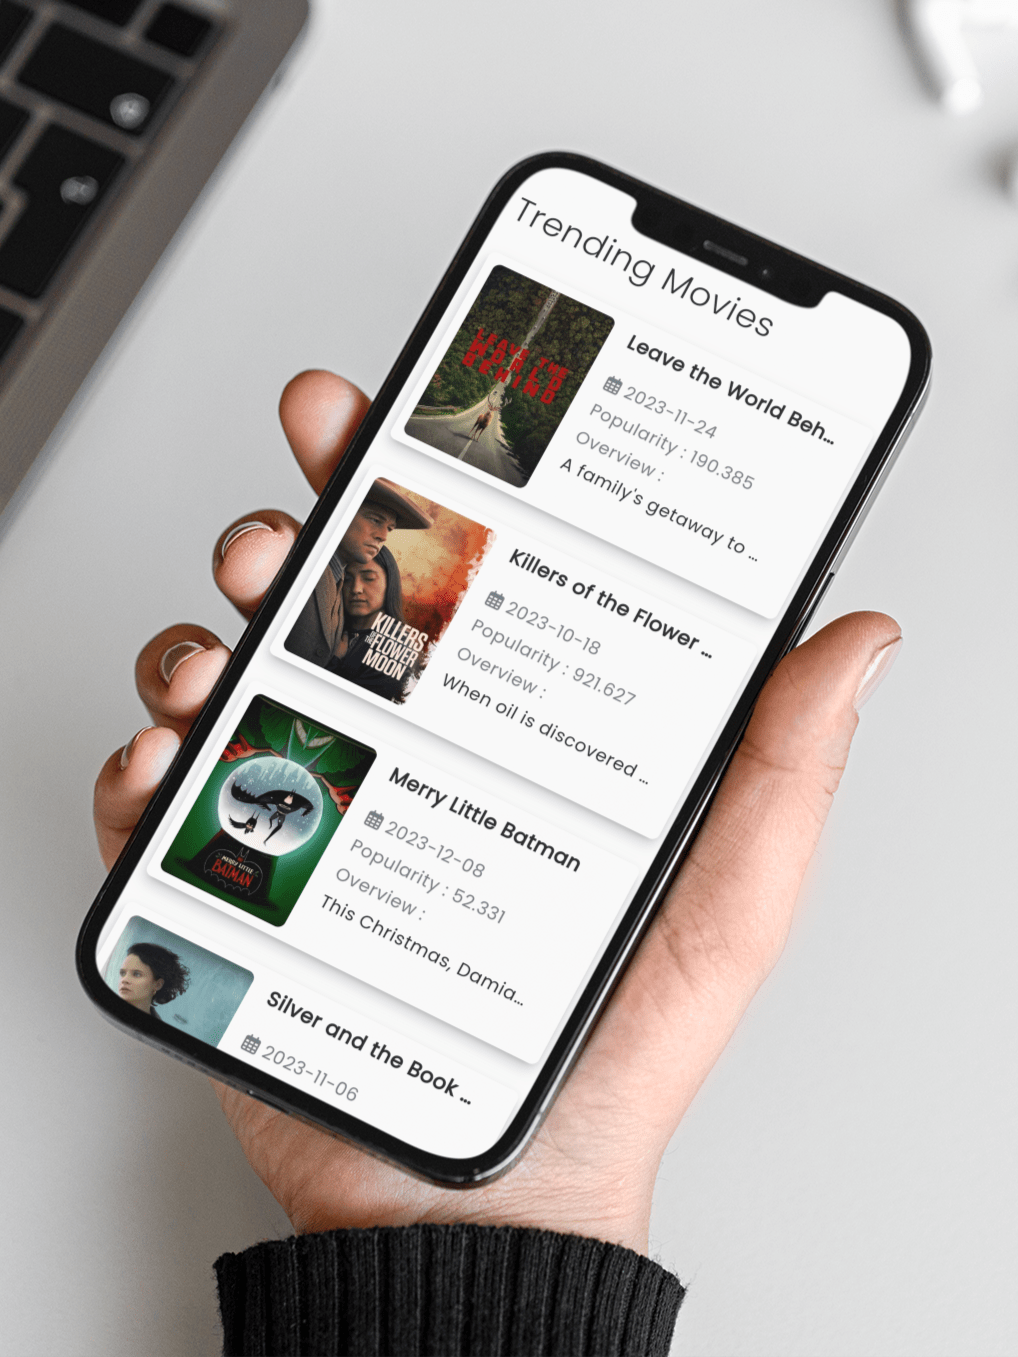 Trending Movies
LEAVE THE
WORLD
BEHIND
Leave the World Beh...
2023-11-24
Popularity : 190.385
Overview :
A family's getaway to ...
KILLERS
OF THE
FLOWER
MOON
Killers of the Flower ...
2023-10-18
Popularity : 921.627
Overview :
When oil is discovered ...
MERRY LITTLE
BATMAN
Merry Little Batman
2023-12-08
Popularity : 52.331
Overview :
This Christmas, Damia...
Silver and the Book ...
2023-11-06